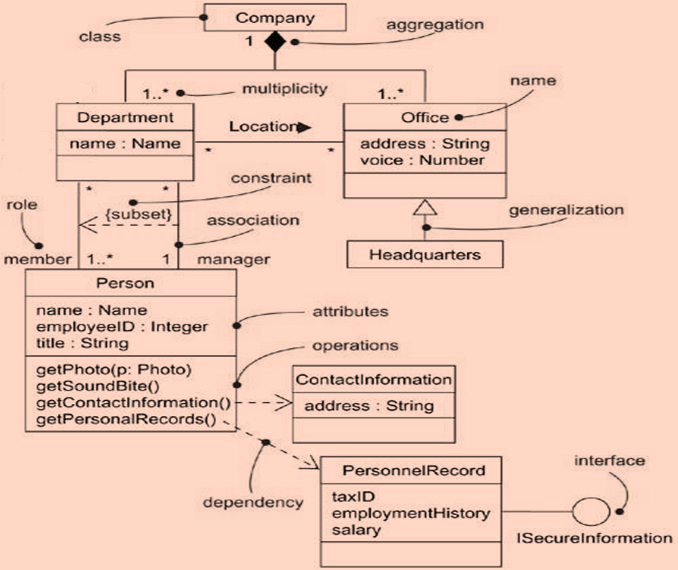 Company
class
aggregation
1
1..*
multiplicity
1..*
name
Department
name : Name
Location
*
*
Office
address : String
voice : Number
*
*
constraint
{subset}
role
association
generalization
member
1..*
1
manager
Headquarters
Person
name : Name
employeeID : Integer
title : String
attributes
operations
getPhoto(p: Photo)
getSoundBite()
getContactInformation()
getPersonalRecords()
ContactInformation
address : String
dependency
PersonnelRecord
taxID
employmentHistory
salary
interface
ISecureInformation